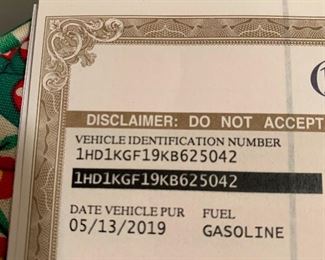 DISCLAIMER: DO NOT ACCEPT
VEHICLE IDENTIFICATION NUMBER
1HD1KGF19KB625042
1HD1KGF19KB625042
DATE VEHICLE PUR FUEL
05/13/2019 GASOLINE